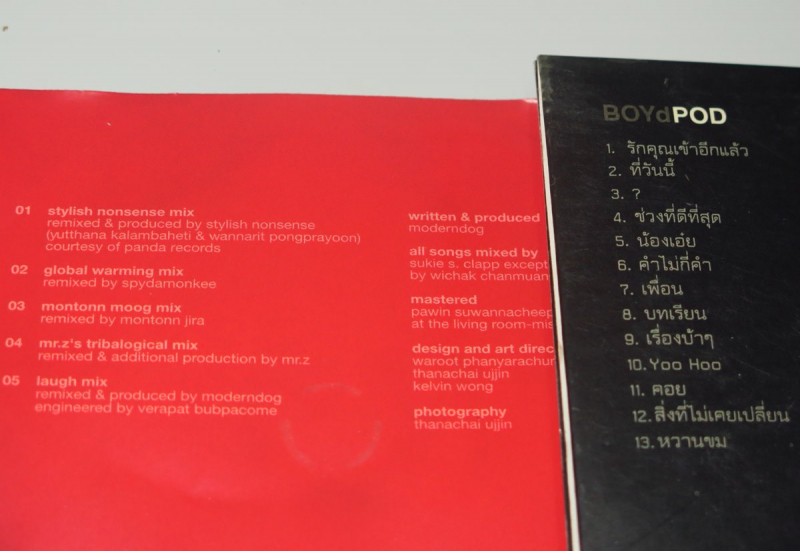 01 stylish nonsense mix
remixed & produced by stylish nonsense
(yutthana kalambaheti & wannarit pongprayoon)
courtesy of panda records
02 global warming mix
remixed by spydamonkee
03 montonn moog mix
remixed by montonn jira
04 mr.z's tribalogical mix
remixed & additional production by mr.z
05 laugh mix
remixed & produced by moderndog
engineered by verapat bubpacome
written & produced
moderndog
all songs mixed by
sukie s. clapp except
by wichak chanmuan
mastered
pawin suwannacheep
at the living room-mis
design and art direc
waroot phanyarachun
thanachai ujjin
kelvin wong
photography
thanachai ujjin
BOYdPOD
1. รักคุณเข้าอีกแล้ว
2. ที่วันนี้
3. ?
4. ช่วงที่ดีที่สุด
5. น้องเอ๋ย
6. คำไม่กี่คำ
7. เพื่อน
8. บทเรียน
9. เรื่องบ้าๆ
10. Yoo Hoo
11. คอย
12. สิ่งที่ไม่เคยเปลี่ยน
13. หวานขม